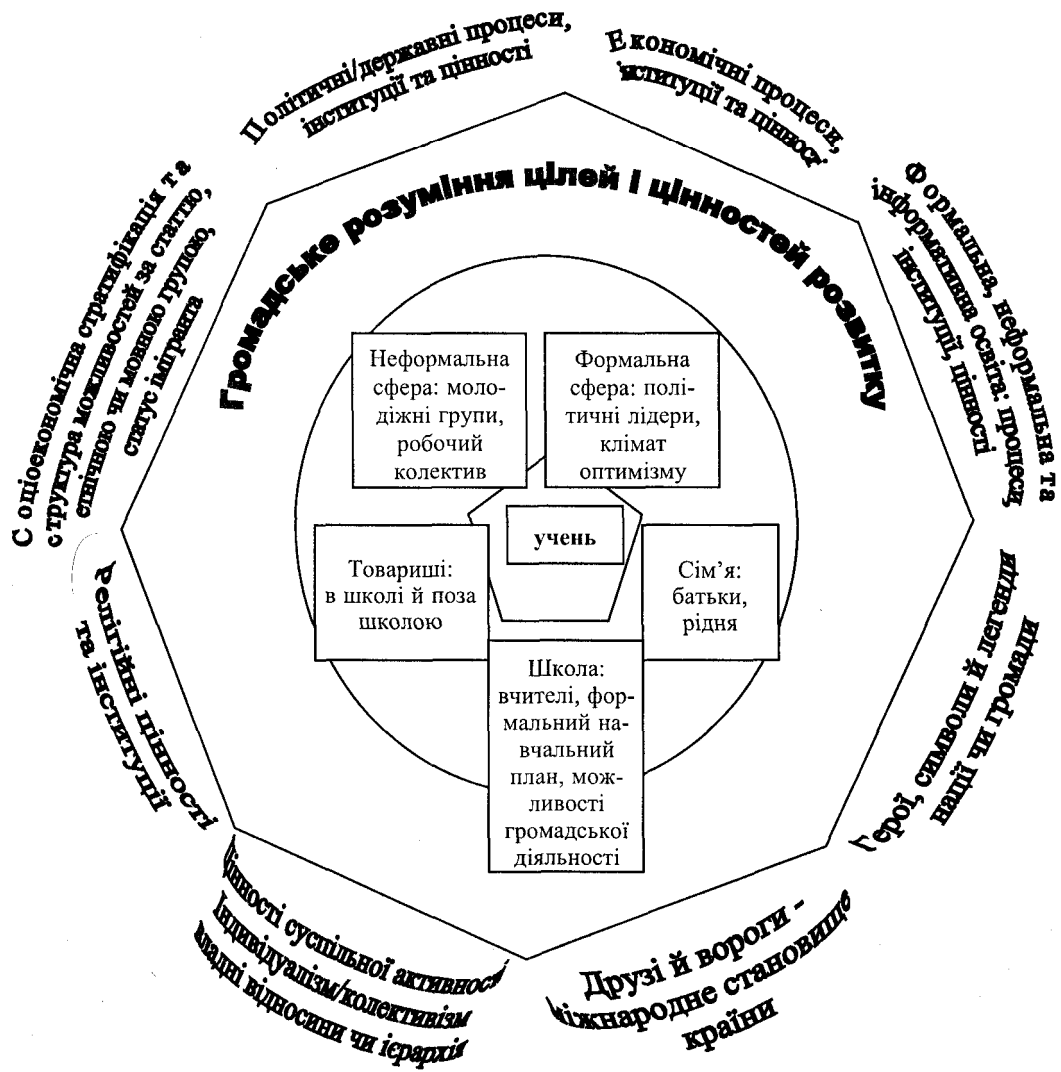 Політичні/державні процеси,
інституції та цінності
Економічні процеси,
інституції та цінності
Формальна, неформальна та
інформативна освіта: процеси,
інституції, цінності
Герої, символи й легенди
нації чи громади
Друзі й вороги -
міжнародне становище
країни
Цінності суспільної активності
Індивідуалізм/колективізм
владні відносини чи ієрархія
Релігійні цінності
та інституції
Соціоекономічна стратифікація та
структура можливостей за статтю,
етнічною чи мовною групою,
статус імігранта
Громадське розуміння цілей і цінностей розвитку
Неформальна
сфера: моло-
діжні групи,
робочий
колектив
Формальна
сфера: полі-
тичні лідери,
клімат
оптимізму
учень
Товариші:
в школі й поза
школою
Сім’я:
батьки,
рідня
Школа:
вчителі, фор-
мальний на-
вчальний
план, мож-
ливості
громадської
діяльності